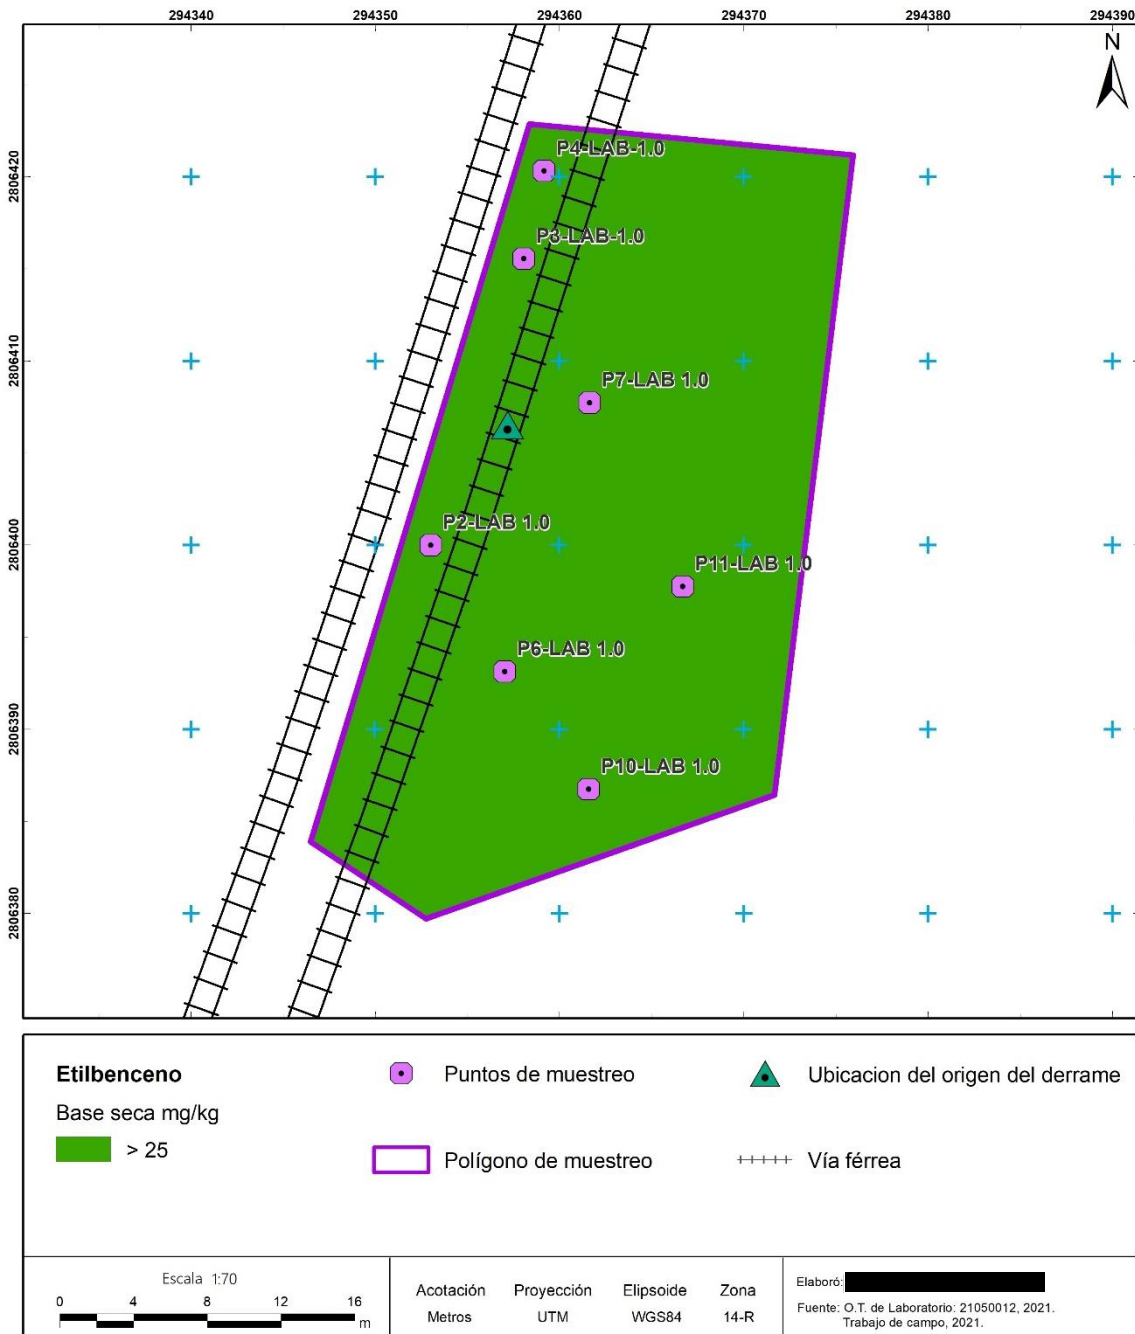 294340 294350 294360 294370 294380 294390
N
2806420
2806410
2806400
2806390
2806380
P4-LAB-1.0
P3-LAB-1.0
P7-LAB 1.0
P2-LAB 1.0
P11-LAB 1.0
P6-LAB 1.0
P10-LAB 1.0
Etilbenceno
Base seca mg/kg
> 25
Puntos de muestreo
Ubicacion del origen del derrame
Polígono de muestreo
Vía férrea
Escala 1:70
0 4 8 12 16
m
Acotación Proyección Elipsoide Zona
Metros UTM WGS84 14-R
Elaboró:
Fuente: O.T. de Laboratorio: 21050012, 2021.
Trabajo de campo, 2021.